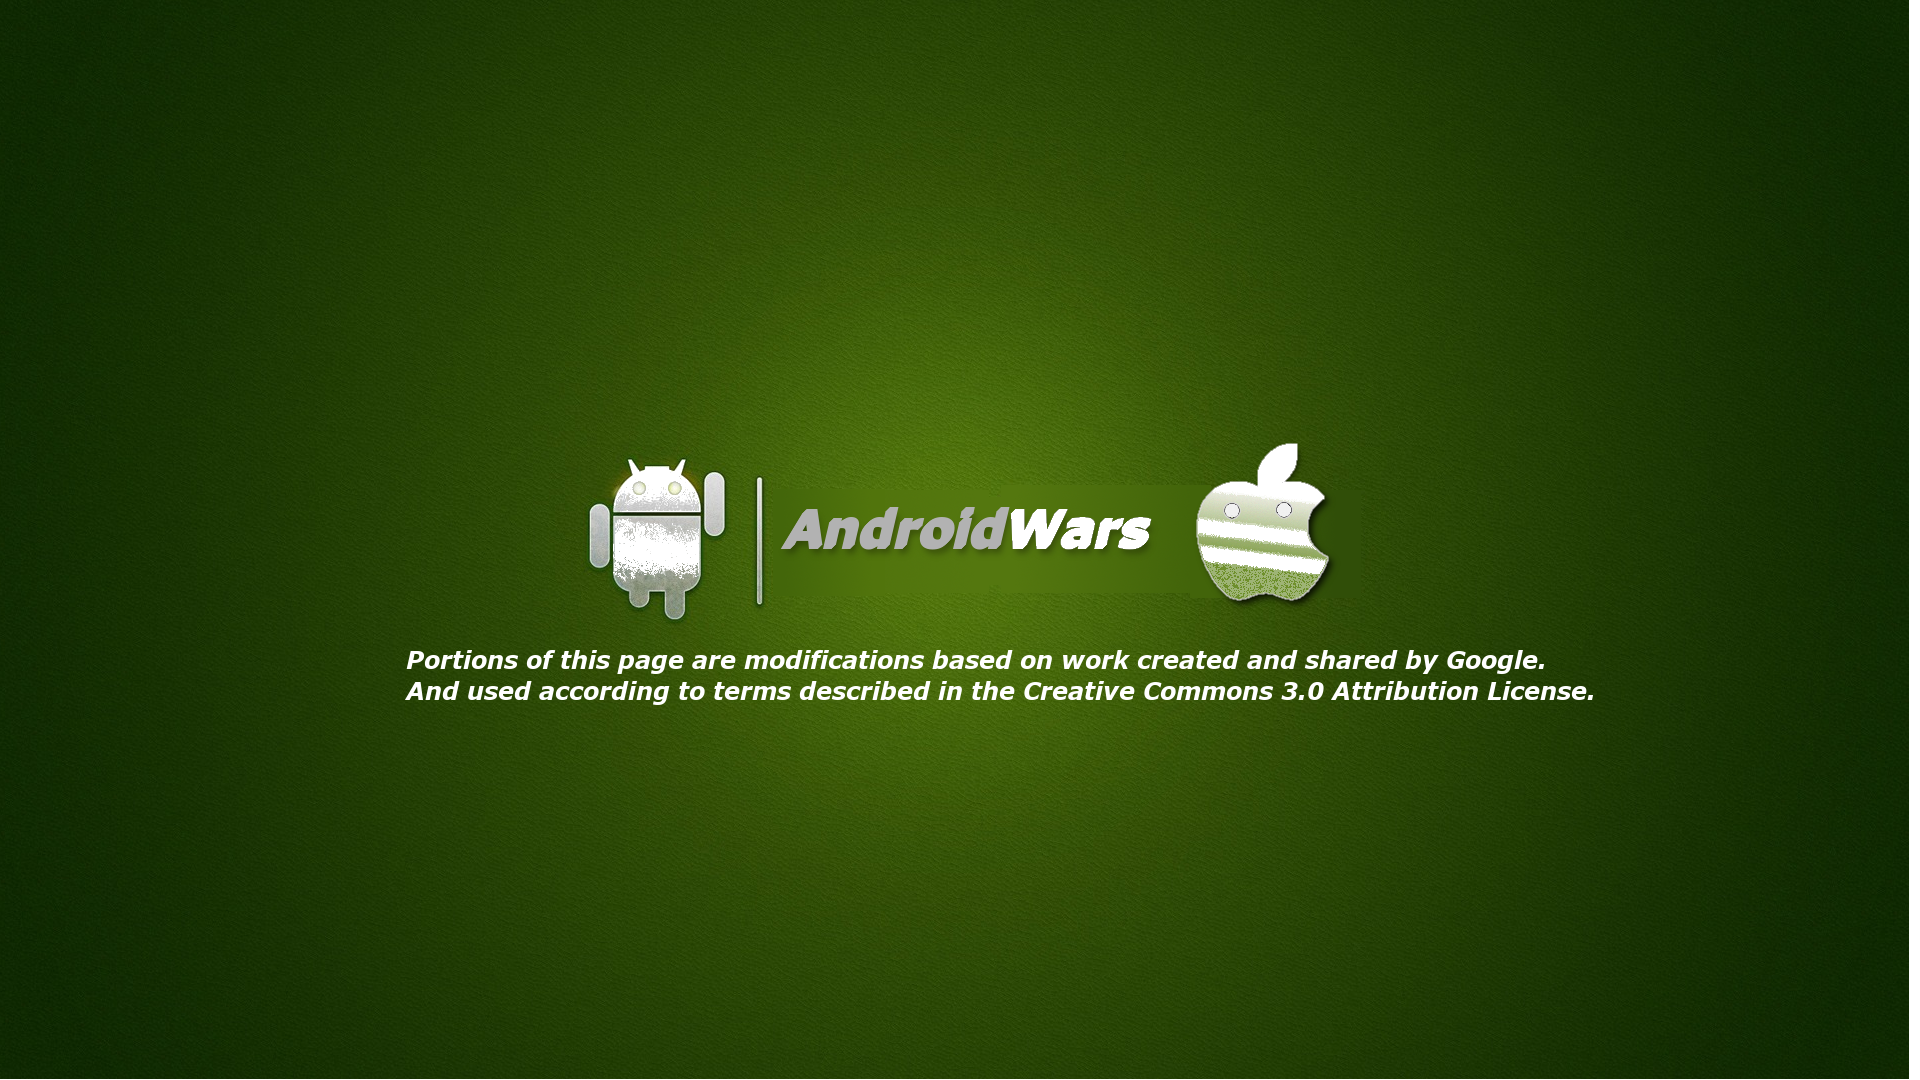 AndroidWars
Portions of this page are modifications based on work created and shared by Google.
And used according to terms described in the Creative Commons 3.0 Attribution License.